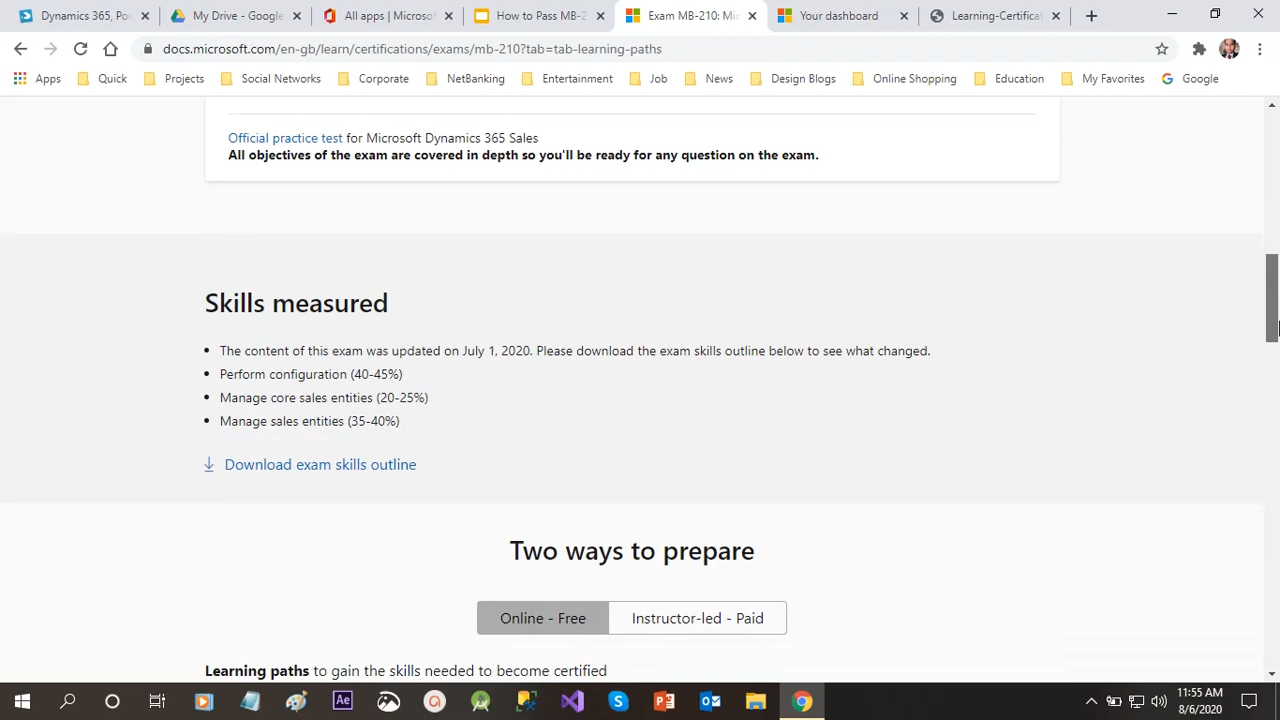 Dynamics 365, Po
My Drive - Google
All apps | Microso
How to Pass MB-2
Exam MB-210: Mi
Your dashboard
Learning-Certifica
docs.microsoft.com/en-gb/learn/certifications/exams/mb-210?tab=tab-learning-paths
Apps
Quick
Projects
Social Networks
Corporate
NetBanking
Entertainment
Job
News
Design Blogs
Online Shopping
Education
My Favorites
Google
Official practice test for Microsoft Dynamics 365 Sales
All objectives of the exam are covered in depth so you'll be ready for any question on the exam.
Skills measured
• The content of this exam was updated on July 1, 2020. Please download the exam skills outline below to see what changed.
• Perform configuration (40-45%)
• Manage core sales entities (20-25%)
• Manage sales entities (35-40%)
Download exam skills outline
Two ways to prepare
Online - Free
Instructor-led - Paid
Learning paths to gain the skills needed to become certified
11:55 AM
8/6/2020